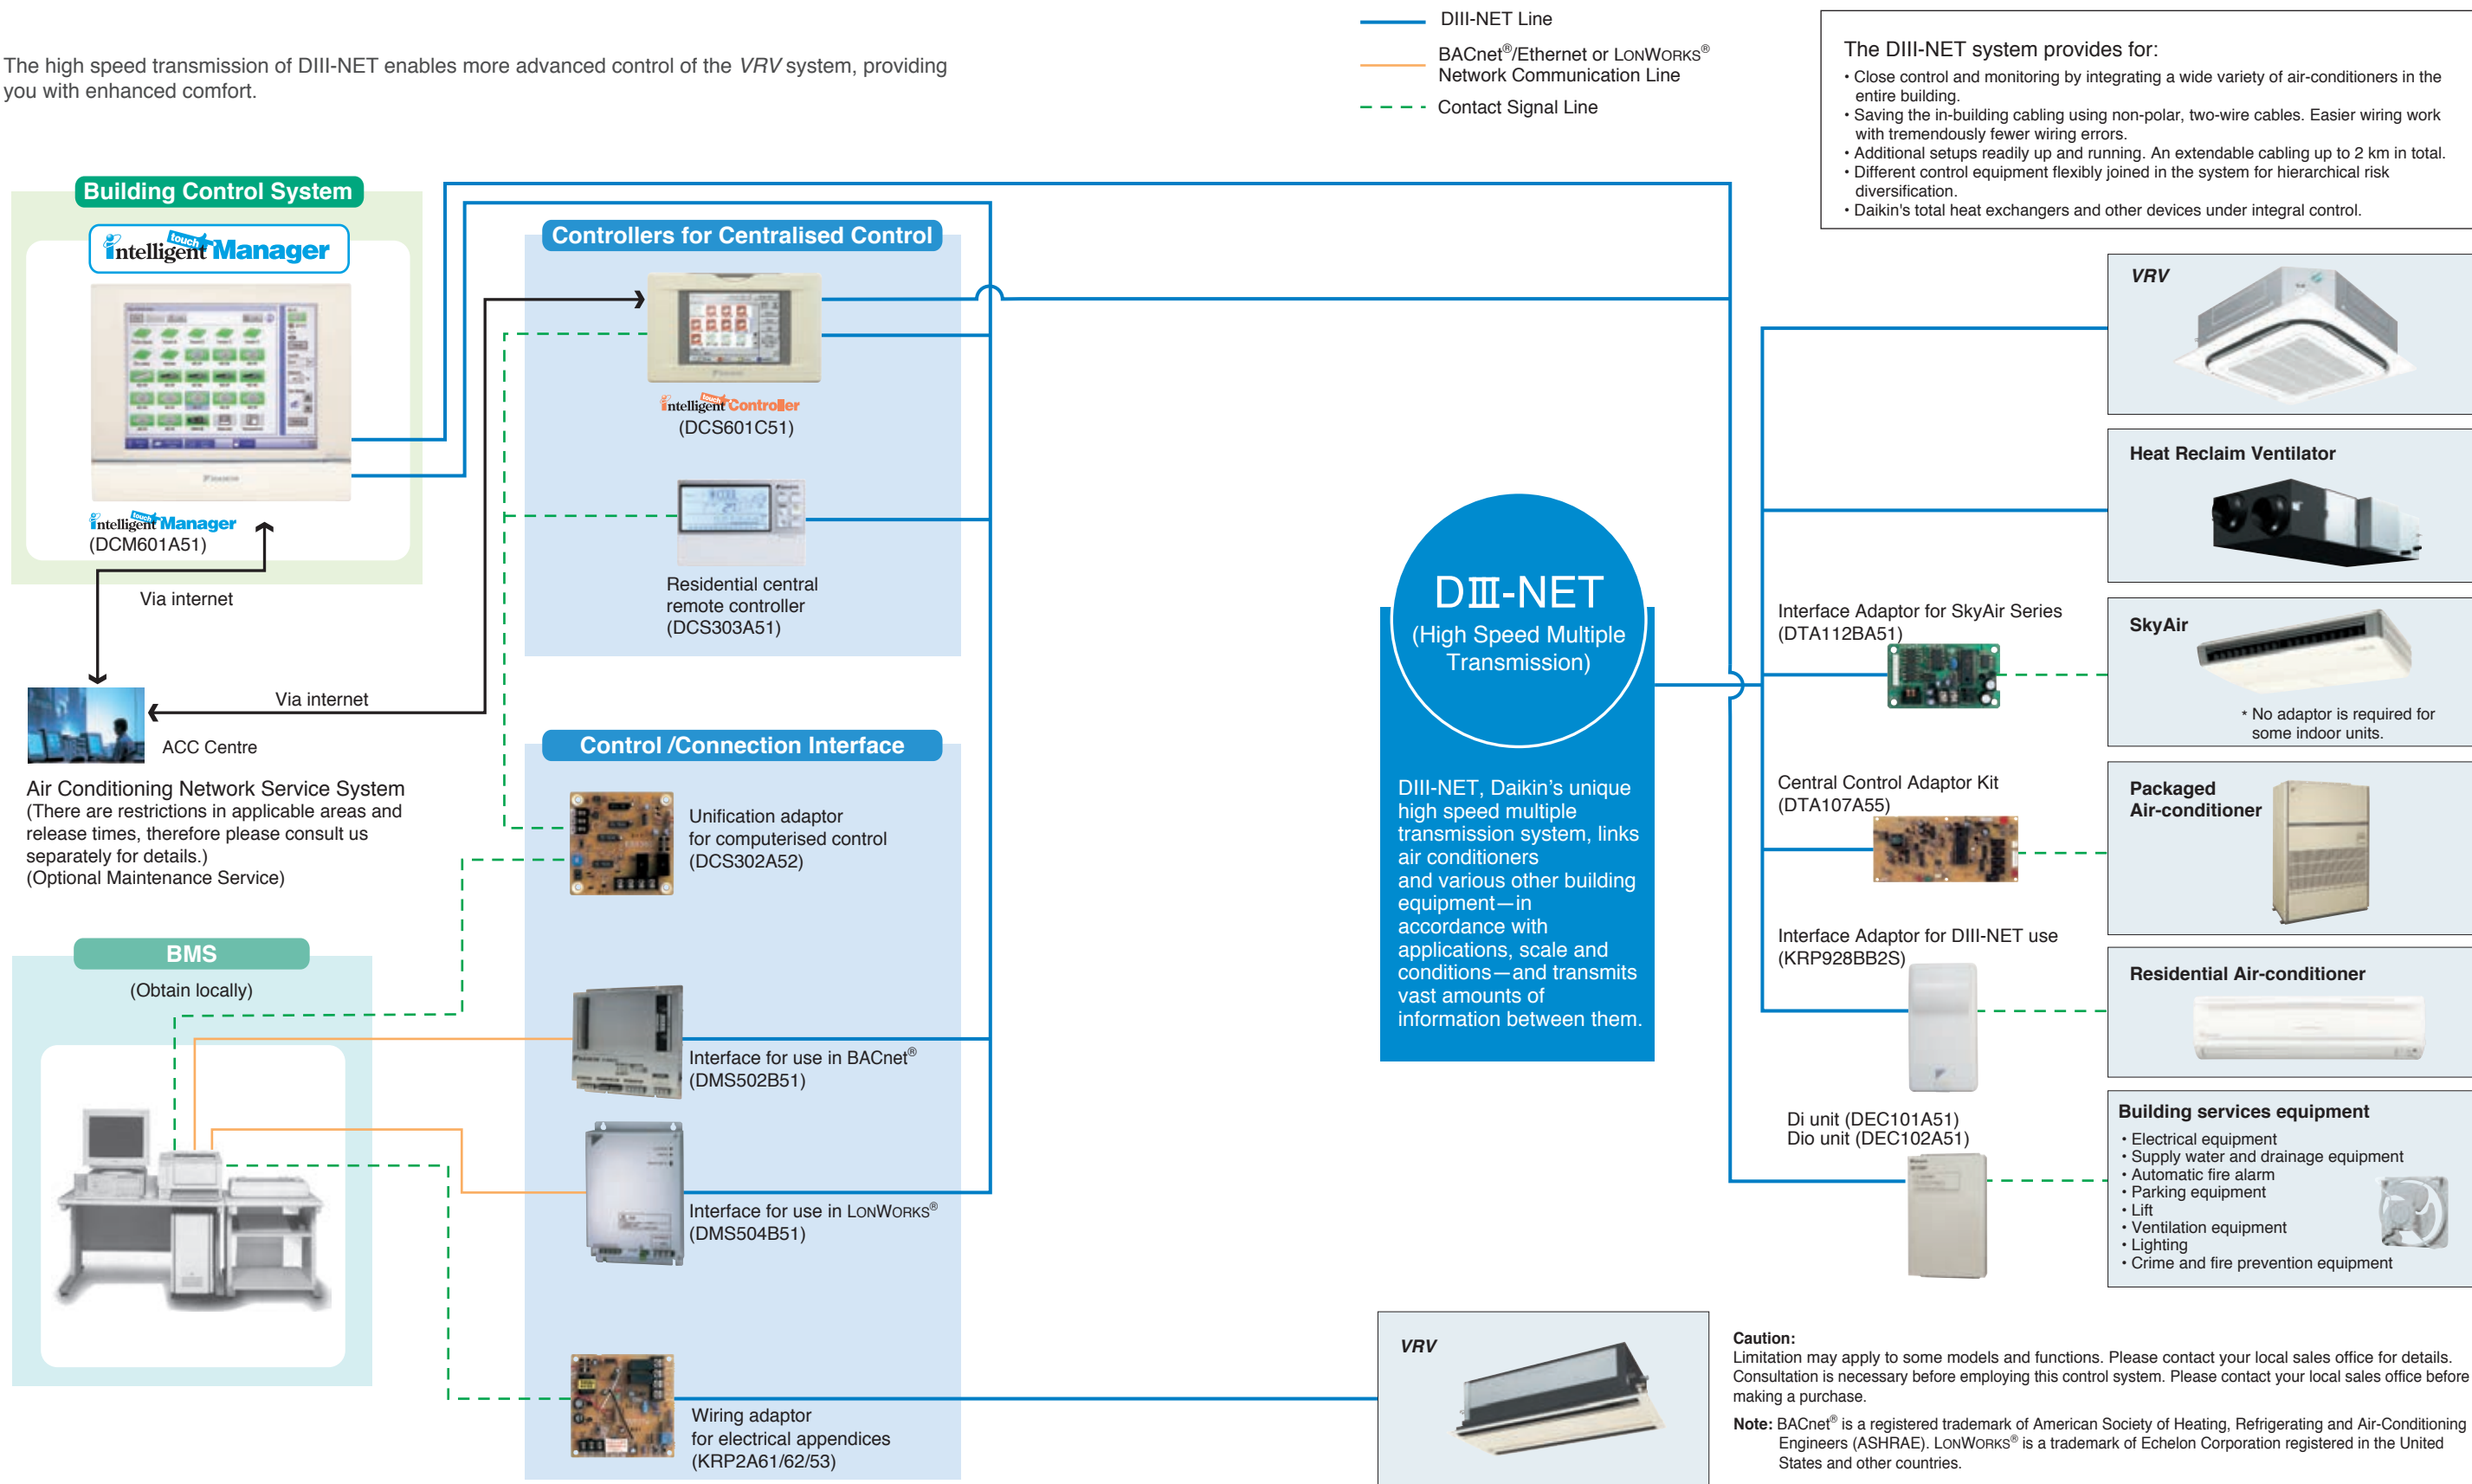 The high speed transmission of DIII-NET enables more advanced control of the VRV system, providing
you with enhanced comfort.
DIII-NET Line
BACnet®/Ethernet or LONWORKS®
Network Communication Line
Contact Signal Line
The DIII-NET system provides for:
• Close control and monitoring by integrating a wide variety of air-conditioners in the
entire building.
• Saving the in-building cabling using non-polar, two-wire cables. Easier wiring work
with tremendously fewer wiring errors.
• Additional setups readily up and running. An extendable cabling up to 2 km in total.
• Different control equipment flexibly joined in the system for hierarchical risk
diversification.
• Daikin's total heat exchangers and other devices under integral control.
Building Control System
intelligent touch Manager
DAIKIN
intelligent touch Manager
(DCM601A51)
Via internet
Via internet
ACC Centre
Air Conditioning Network Service System
(There are restrictions in applicable areas and
release times, therefore please consult us
separately for details.)
(Optional Maintenance Service)
BMS
(Obtain locally)
Controllers for Centralised Control
intelligent touch Controller
(DCS601C51)
Residential central
remote controller
(DCS303A51)
Control /Connection Interface
Unification adaptor
for computerised control
(DCS302A52)
Interface for use in BACnet®
(DMS502B51)
Interface for use in LONWORKS®
(DMS504B51)
Wiring adaptor
for electrical appendices
(KRP2A61/62/53)
DIII-NET
(High Speed Multiple
Transmission)
DIII-NET, Daikin's unique
high speed multiple
transmission system, links
air conditioners
and various other building
equipment—in
accordance with
applications, scale and
conditions—and transmits
vast amounts of
information between them.
VRV
Heat Reclaim Ventilator
Interface Adaptor for SkyAir Series
(DTA112BA51)
SkyAir
* No adaptor is required for
some indoor units.
Central Control Adaptor Kit
(DTA107A55)
Packaged
Air-conditioner
Interface Adaptor for DIII-NET use
(KRP928BB2S)
Residential Air-conditioner
Di unit (DEC101A51)
Dio unit (DEC102A51)
Building services equipment
• Electrical equipment
• Supply water and drainage equipment
• Automatic fire alarm
• Parking equipment
• Lift
• Ventilation equipment
• Lighting
• Crime and fire prevention equipment
VRV
Caution:
Limitation may apply to some models and functions. Please contact your local sales office for details.
Consultation is necessary before employing this control system. Please contact your local sales office before
making a purchase.
Note: BACnet® is a registered trademark of American Society of Heating, Refrigerating and Air-Conditioning
Engineers (ASHRAE). LONWORKS® is a trademark of Echelon Corporation registered in the United
States and other countries.